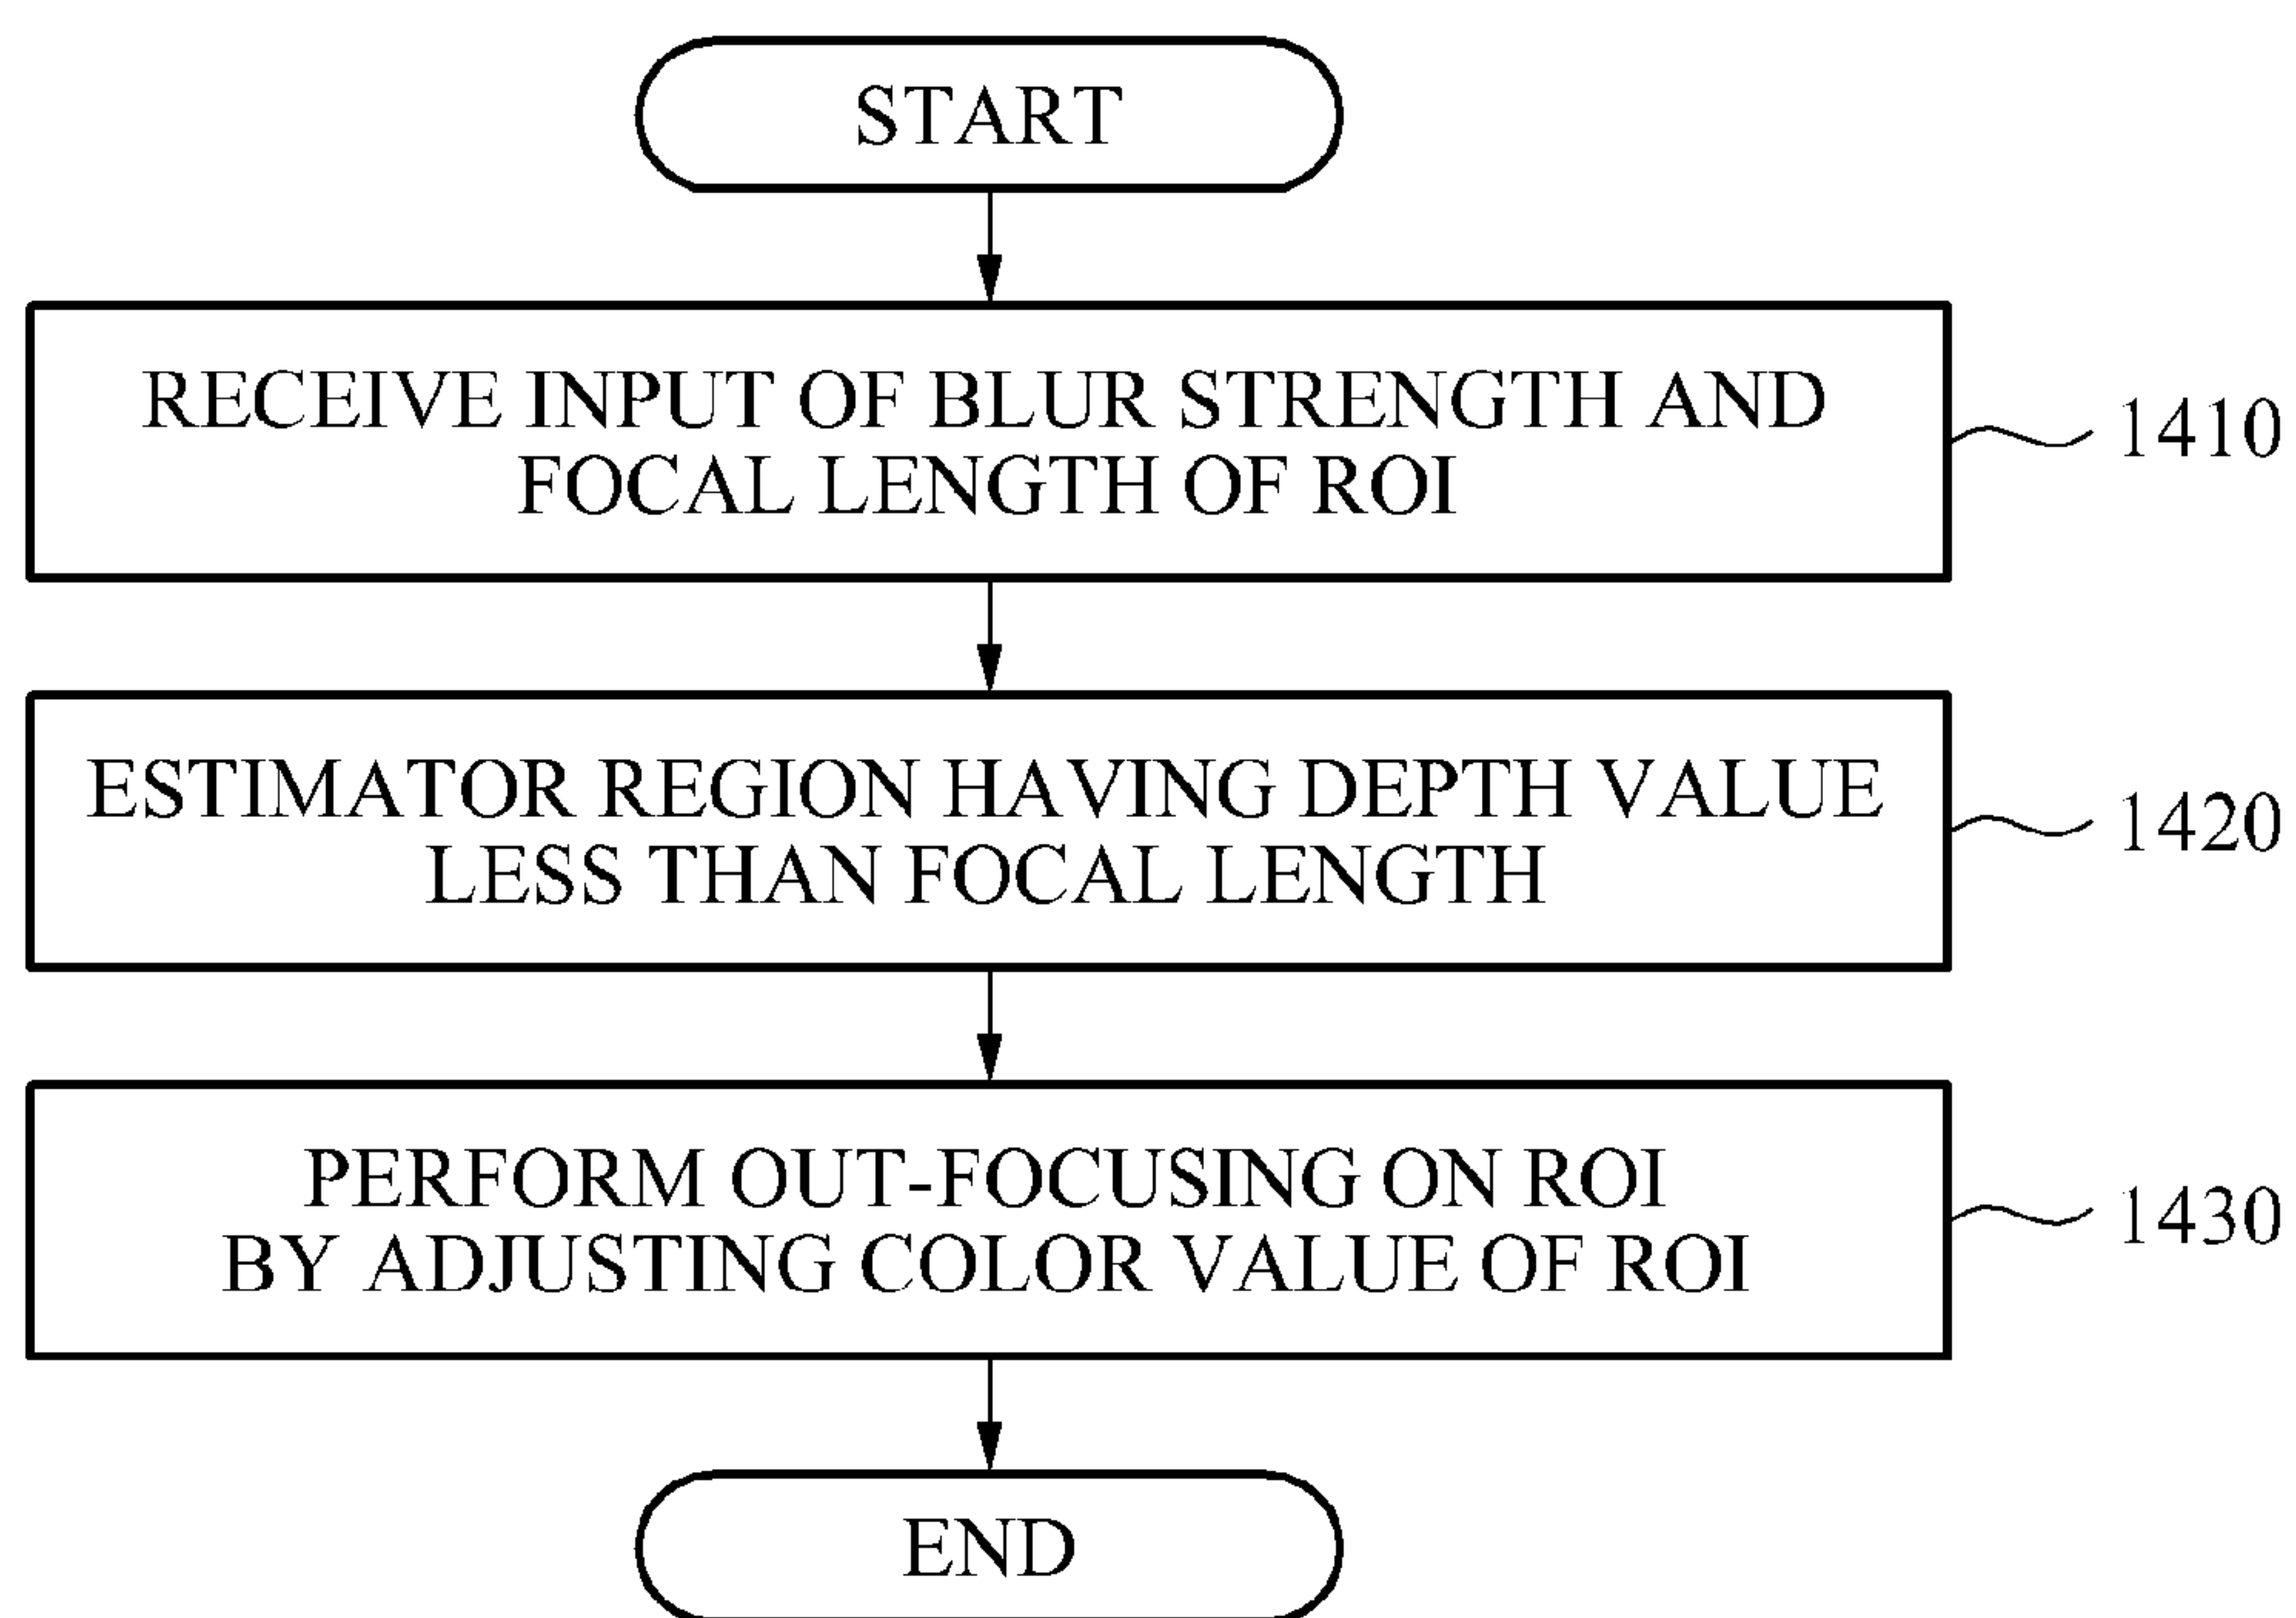 START
RECEIVE INPUT OF BLUR STRENGTH AND
FOCAL LENGTH OF ROI
1410
ESTIMATOR REGION HAVING DEPTH VALUE
LESS THAN FOCAL LENGTH
1420
PERFORM OUT-FOCUSING ON ROI
BY ADJUSTING COLOR VALUE OF ROI
1430
END